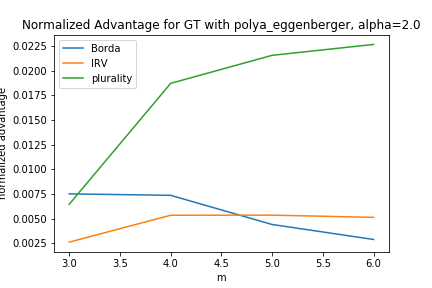 Normalized Advantage for GT with polya_eggenberger, alpha=2.0
Borda
IRV
plurality
0.0225
0.0200
0.0175
0.0150
0.0125
0.0100
0.0075
0.0050
0.0025
normalized advantage
3.0 3.5 4.0 4.5 5.0 5.5 6.0
m